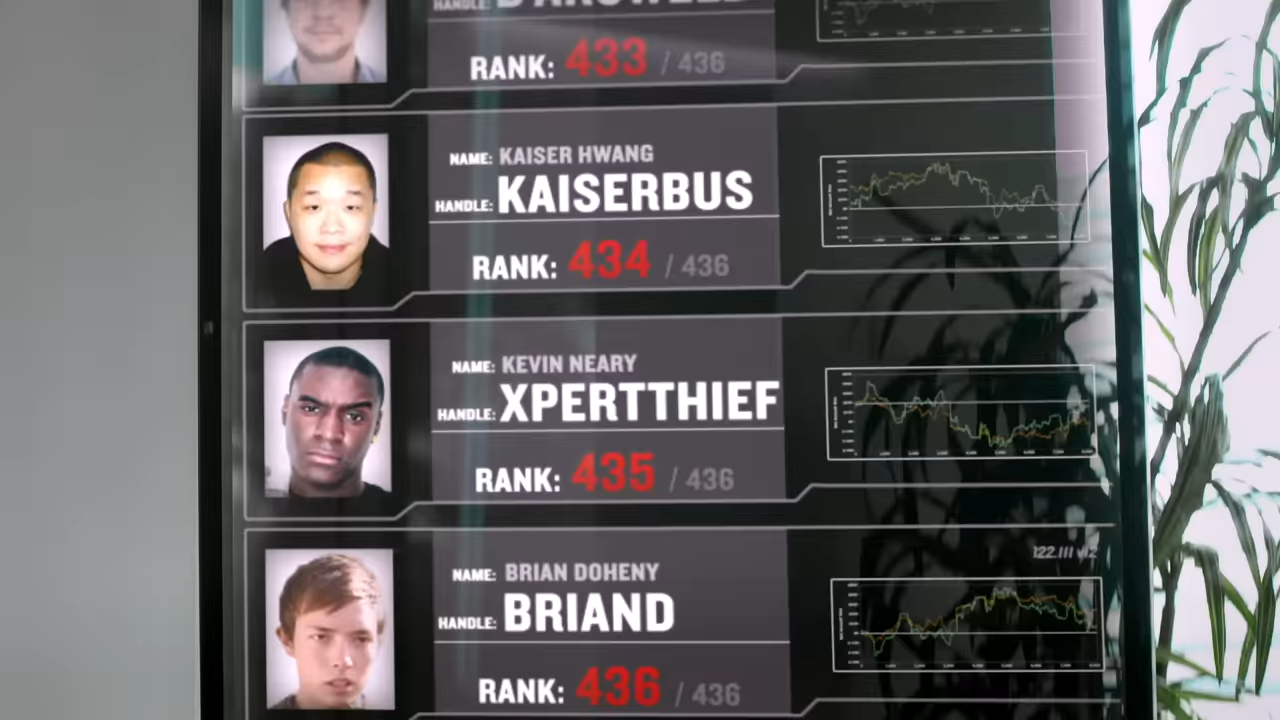 HANDLE:
RANK: 433 / 436
NAME: KAISER HWANG
HANDLE: KAISERBUS
RANK: 434 / 436
NAME: KEVIN NEARY
HANDLE: XPERTTHIEF
RANK: 435 / 436
NAME: BRIAN DOHENY
HANDLE: BRIAND
RANK: 436 / 436